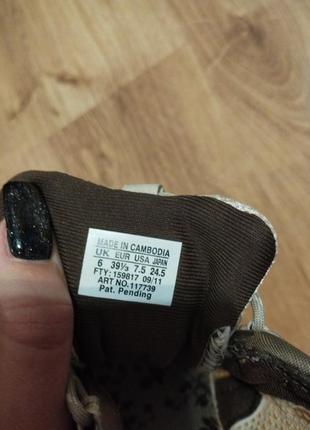 MADE IN CAMBODIA
UK EUR USA JAPAN
6 39⅓ 7.5 24.5
FTY: 159817 09/11
ART NO.117739
Pat. Pending